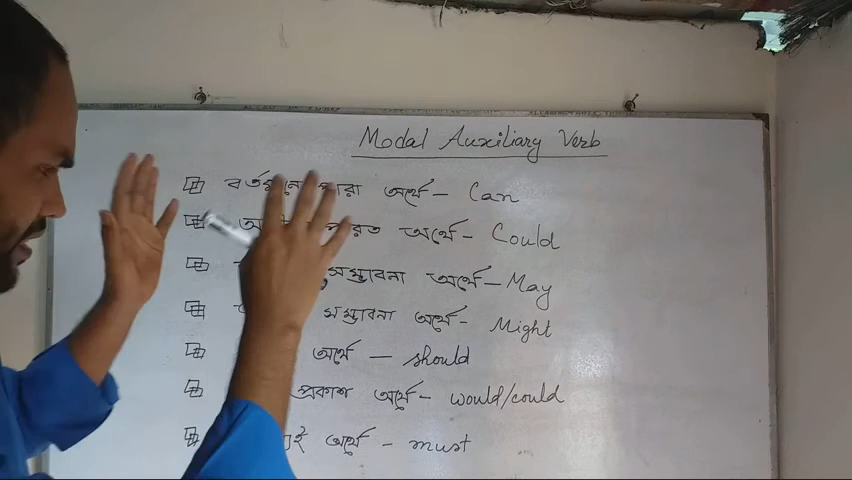 Modal Auxiliary Verb
বর্তমানে পারা অর্থে - Can
পারত অর্থে - Could
সম্ভাবনা অর্থে - May
সম্ভাবনা অর্থে - Might
অর্থে - should
প্রকাশ অর্থে - would/could
অর্থে - must